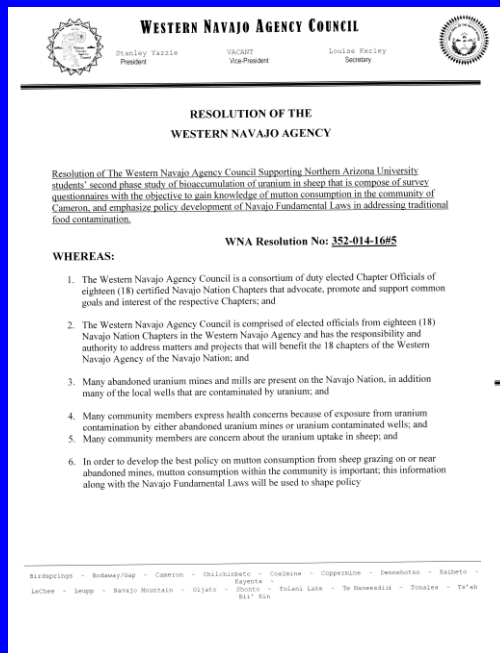 WESTERN NAVAJO AGENCY COUNCIL
Stanley Yazzie VACANT Louise Kerley
President Vice-President Secretary
RESOLUTION OF THE
WESTERN NAVAJO AGENCY
Resolution of The Western Navajo Agency Council Supporting Northern Arizona University
students' second phase study of bioaccumulation of uranium in sheep that is compose of survey
questionnaires with the objective to gain knowledge of mutton consumption in the community of
Cameron, and emphasize policy development of Navajo Fundamental Laws in addressing traditional
food contamination.
WNA Resolution No: 352-014-16#5
WHEREAS:
1. The Western Navajo Agency Council is a consortium of duty elected Chapter Officials of
eighteen (18) certified Navajo Nation Chapters that advocate, promote and support common
goals and interest of the respective Chapters; and
2. The Western Navajo Agency Council is comprised of elected officials from eighteen (18)
Navajo Nation Chapters in the Western Navajo Agency and has the responsibility and
authority to address matters and projects that will benefit the 18 chapters of the Western
Navajo Agency of the Navajo Nation; and
3. Many abandoned uranium mines and mills are present on the Navajo Nation, in addition
many of the local wells that are contaminated by uranium; and
4. Many community members express health concerns because of exposure from uranium
contamination by either abandoned uranium mines or uranium contaminated wells; and
5. Many community members are concern about the uranium uptake in sheep; and
6. In order to develop the best policy on mutton consumption from sheep grazing on or near
abandoned mines, mutton consumption within the community is important; this information
along with the Navajo Fundamental Laws will be used to shape policy
Birdsprings ~ Bodaway/Gap ~ Cameron ~ Chilchinbeto ~ Coalmine ~ Coppermine ~ Dennehotso ~ Kaibeto ~
Kayenta ~
LeChee ~ Leupp ~ Navajo Mountain ~ Oljato ~ Shonto ~ Tolani Lake ~ To Naneesdizi ~ Tonalea ~ Ts'ah
Bii' Kin